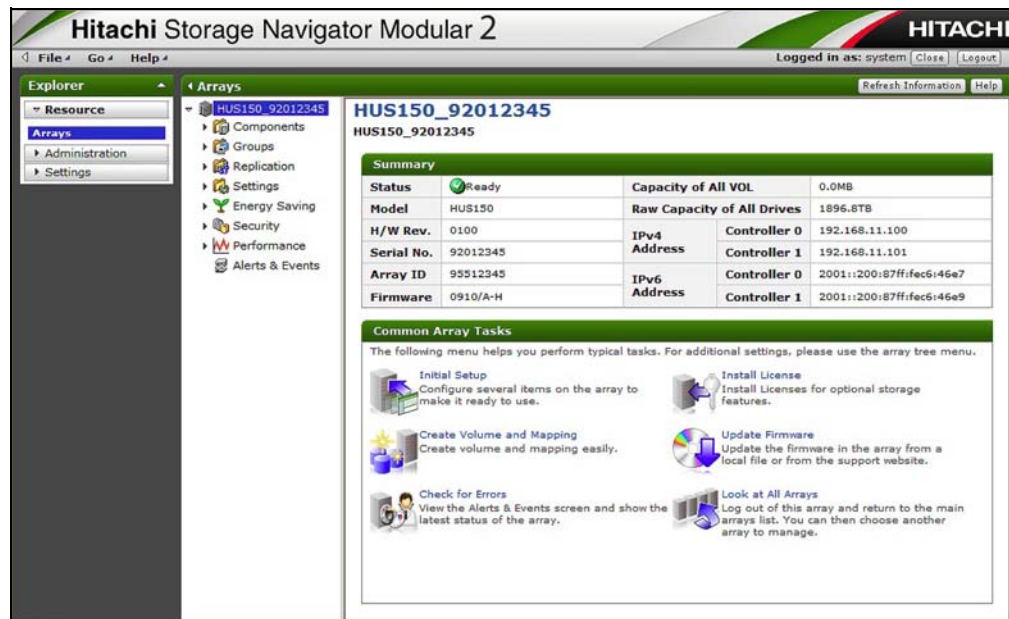 Hitachi Storage Navigator Modular 2
HITACHI
File Go Help
Logged in as: system Close Logout
Explorer
Arrays
Refresh Information Help
Resource
Arrays
Administration
Settings
HUS150_92012345
Components
Groups
Replication
Settings
Energy Saving
Security
Performance
Alerts & Events
HUS150_92012345
HUS150_92012345
Summary
Status Ready Capacity of All VOL 0.0MB
Model HUS150 Raw Capacity of All Drives 1896.8TB
H/W Rev. 0100 IPv4 Address Controller 0 192.168.11.100
Serial No. 92012345 Controller 1 192.168.11.101
Array ID 95512345 IPv6 Address Controller 0 2001::200:87ff:fec6:46e7
Firmware 0910/A-H Controller 1 2001::200:87ff:fec6:46e9
Common Array Tasks
The following menu helps you perform typical tasks. For additional settings, please use the array tree menu.
Initial Setup
Configure several items on the array to
make it ready to use.
Install License
Install Licenses for optional storage
features.
Create Volume and Mapping
Create volume and mapping easily.
Update Firmware
Update the firmware in the array from a
local file or from the support website.
Check for Errors
View the Alerts & Events screen and show the
latest status of the array.
Look at All Arrays
Log out of this array and return to the main
arrays list. You can then choose another
array to manage.